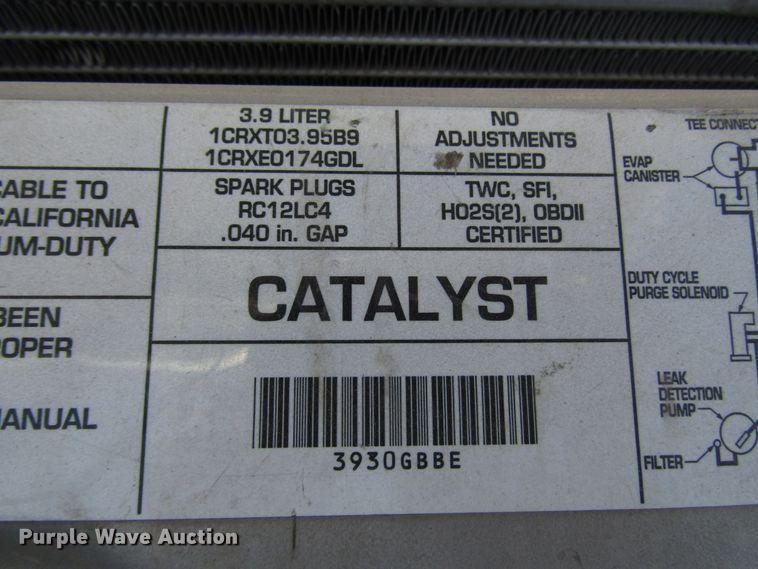 3.9 LITER
1CRXT03.95B9
1CRXE0174GDL
NO
ADJUSTMENTS
NEEDED
CABLE TO
CALIFORNIA
UM-DUTY
SPARK PLUGS
RC12LC4
.040 in. GAP
TWC, SFI,
HO2S(2), OBDII
CERTIFIED
CATALYST
BEEN
OPER
MANUAL
3930GBBE
TEE CONNECT
EVAP
CANISTER
DUTY CYCLE
PURGE SOLENOID
LEAK
DETECTION
PUMP
FILTER
Purple Wave Auction